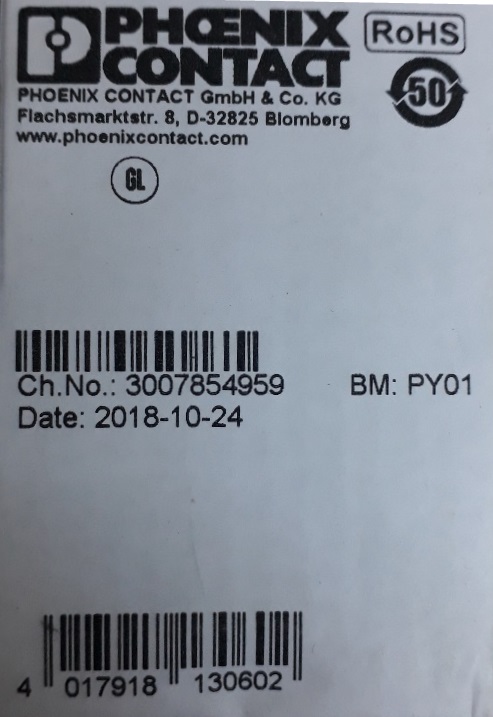 PHŒNIX
CONTACT
RoHS
50
PHOENIX CONTACT GmbH & Co. KG
Flachsmarktstr. 8, D-32825 Blomberg
www.phoenixcontact.com
GL
Ch.No.: 3007854959 BM: PY01
Date: 2018-10-24
4 017918 130602